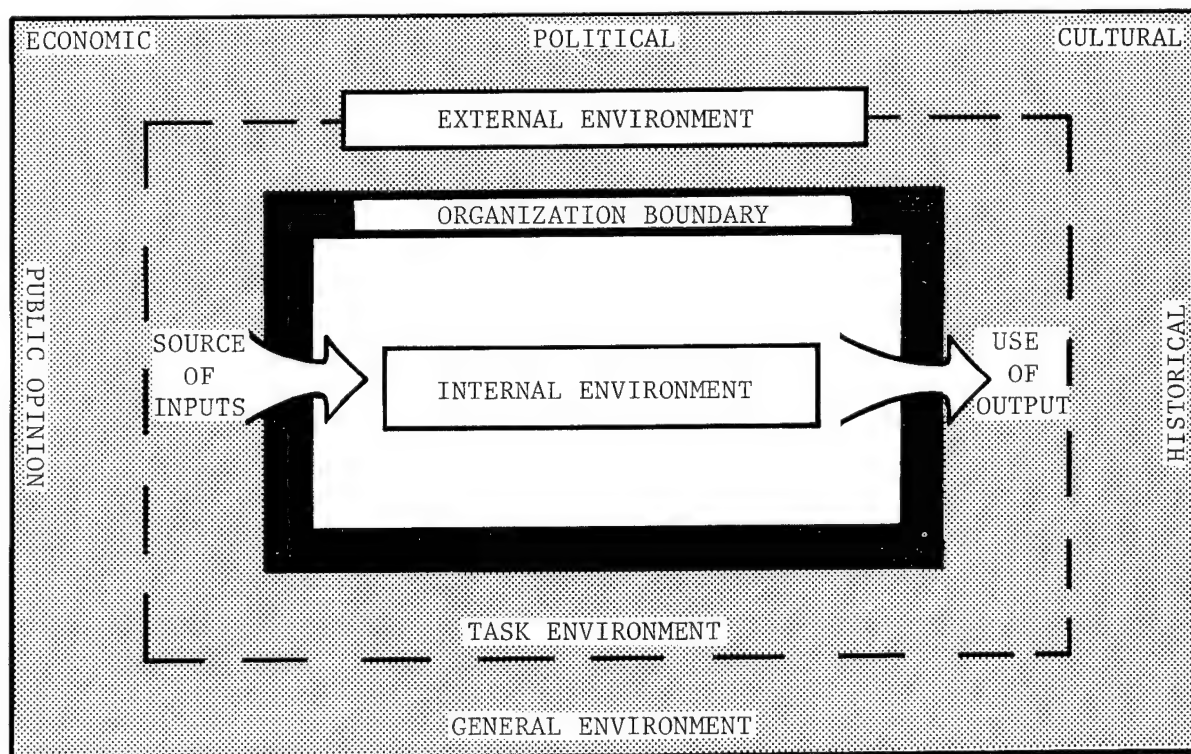 ECONOMIC
POLITICAL
CULTURAL
EXTERNAL ENVIRONMENT
ORGANIZATION BOUNDARY
PUBLIC OPINION
SOURCE
OF
INPUTS
INTERNAL ENVIRONMENT
USE
OF
OUTPUT
HISTORICAL
TASK ENVIRONMENT
GENERAL ENVIRONMENT